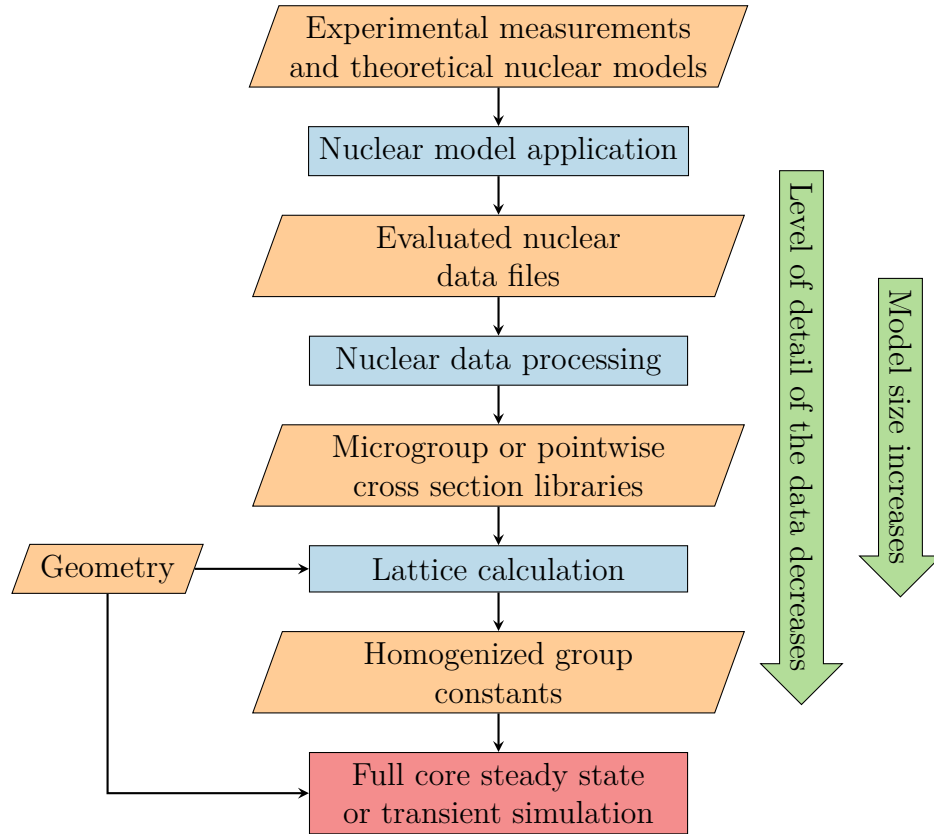 Experimental measurements
and theoretical nuclear models
Nuclear model application
Evaluated nuclear
data files
Nuclear data processing
Microgroup or pointwise
cross section libraries
Geometry
Lattice calculation
Homogenized group
constants
Full core steady state
or transient simulation
Level of detail of the data decreases
Model size increases